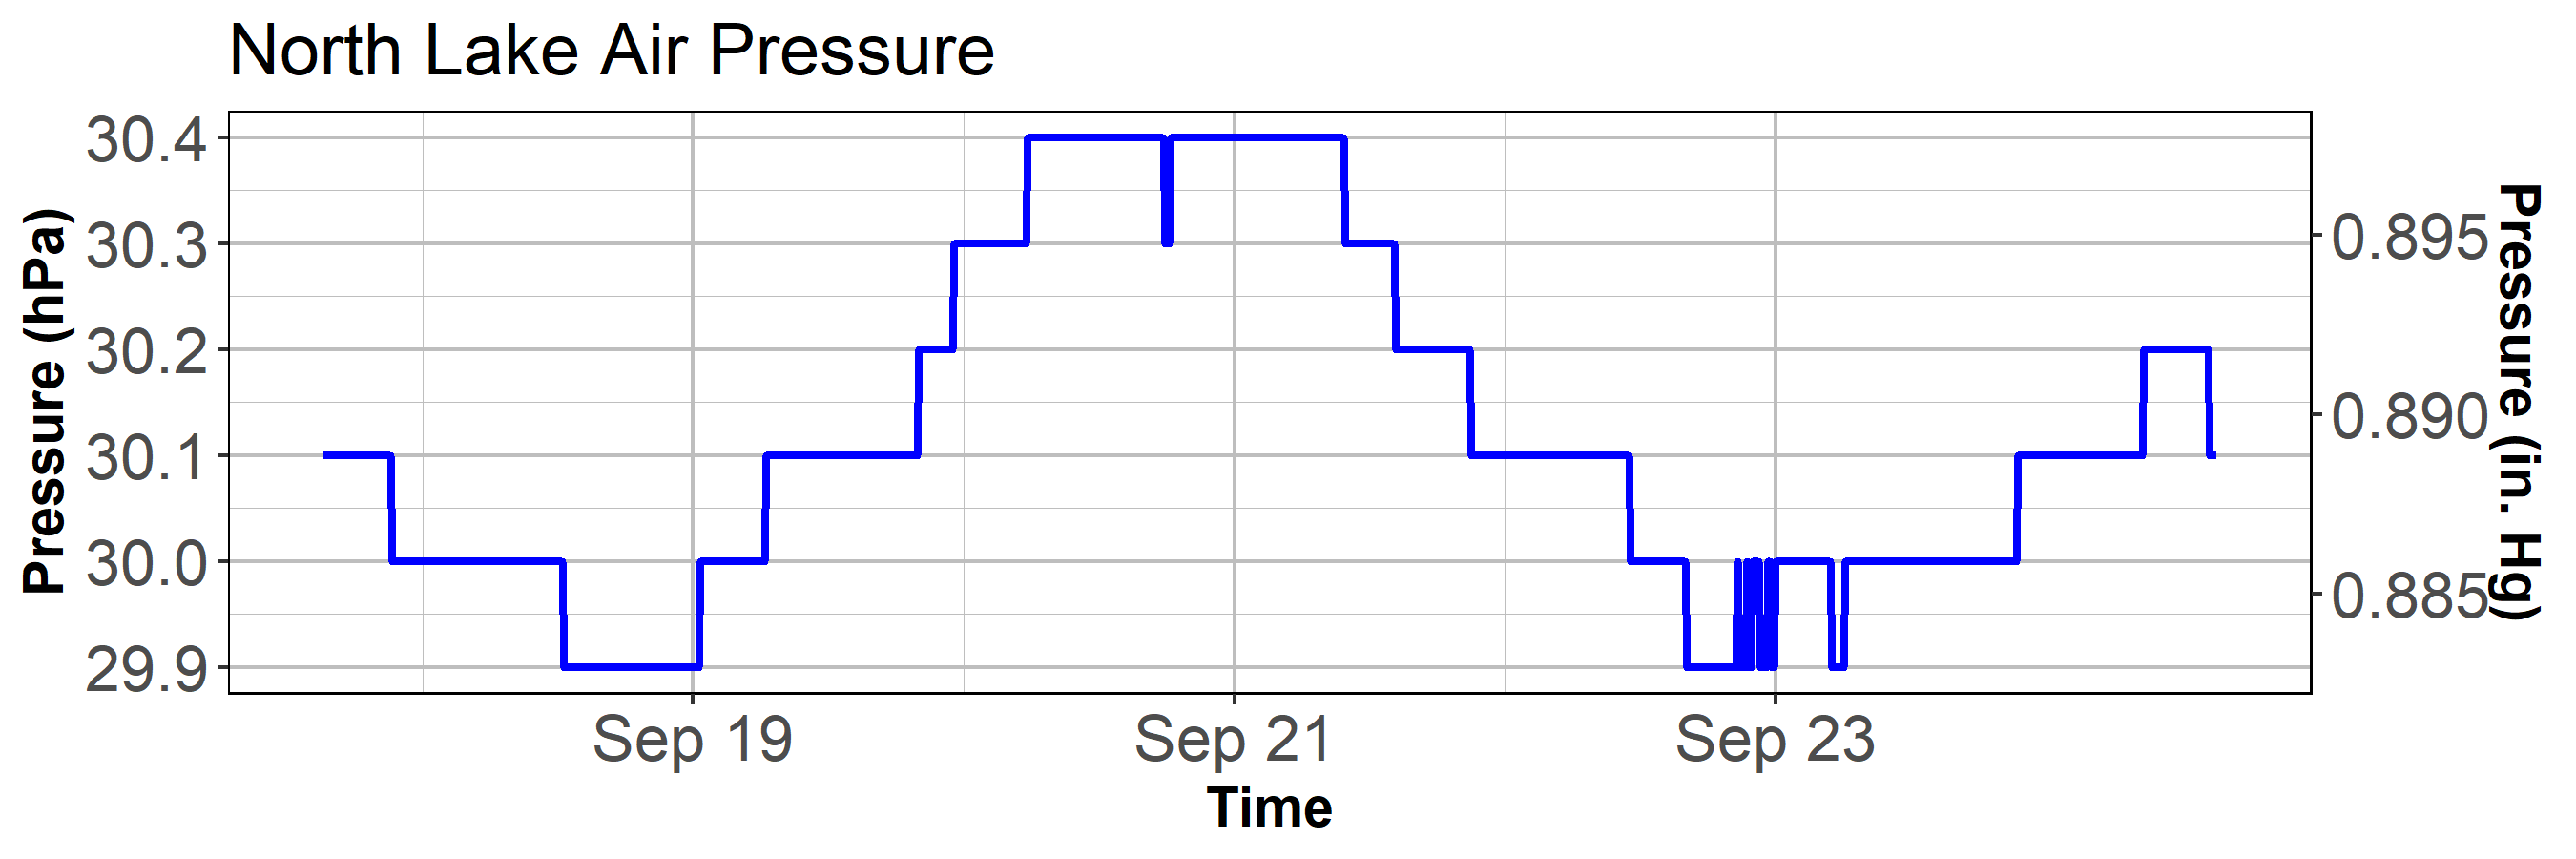 North Lake Air Pressure
Pressure (hPa)
30.4
30.3
30.2
30.1
30.0
29.9
0.895
0.890
0.885
Pressure (in. Hg)
Sep 19 Sep 21 Sep 23
Time